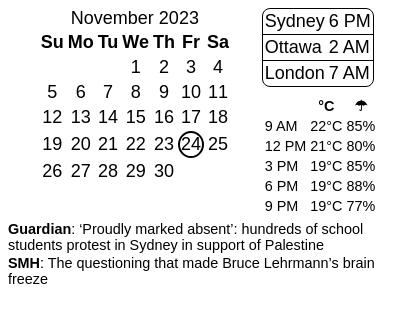 November 2023
Su Mo Tu We Th Fr Sa
1 2 3 4
5 6 7 8 9 10 11
12 13 14 15 16 17 18
19 20 21 22 23 24 25
26 27 28 29 30
Sydney 6 PM
Ottawa 2 AM
London 7 AM
°C ☂
9 AM 22°C 85%
12 PM 21°C 80%
3 PM 19°C 85%
6 PM 19°C 88%
9 PM 19°C 77%
Guardian: ‘Proudly marked absent’: hundreds of school
students protest in Sydney in support of Palestine
SMH: The questioning that made Bruce Lehrmann’s brain
freeze